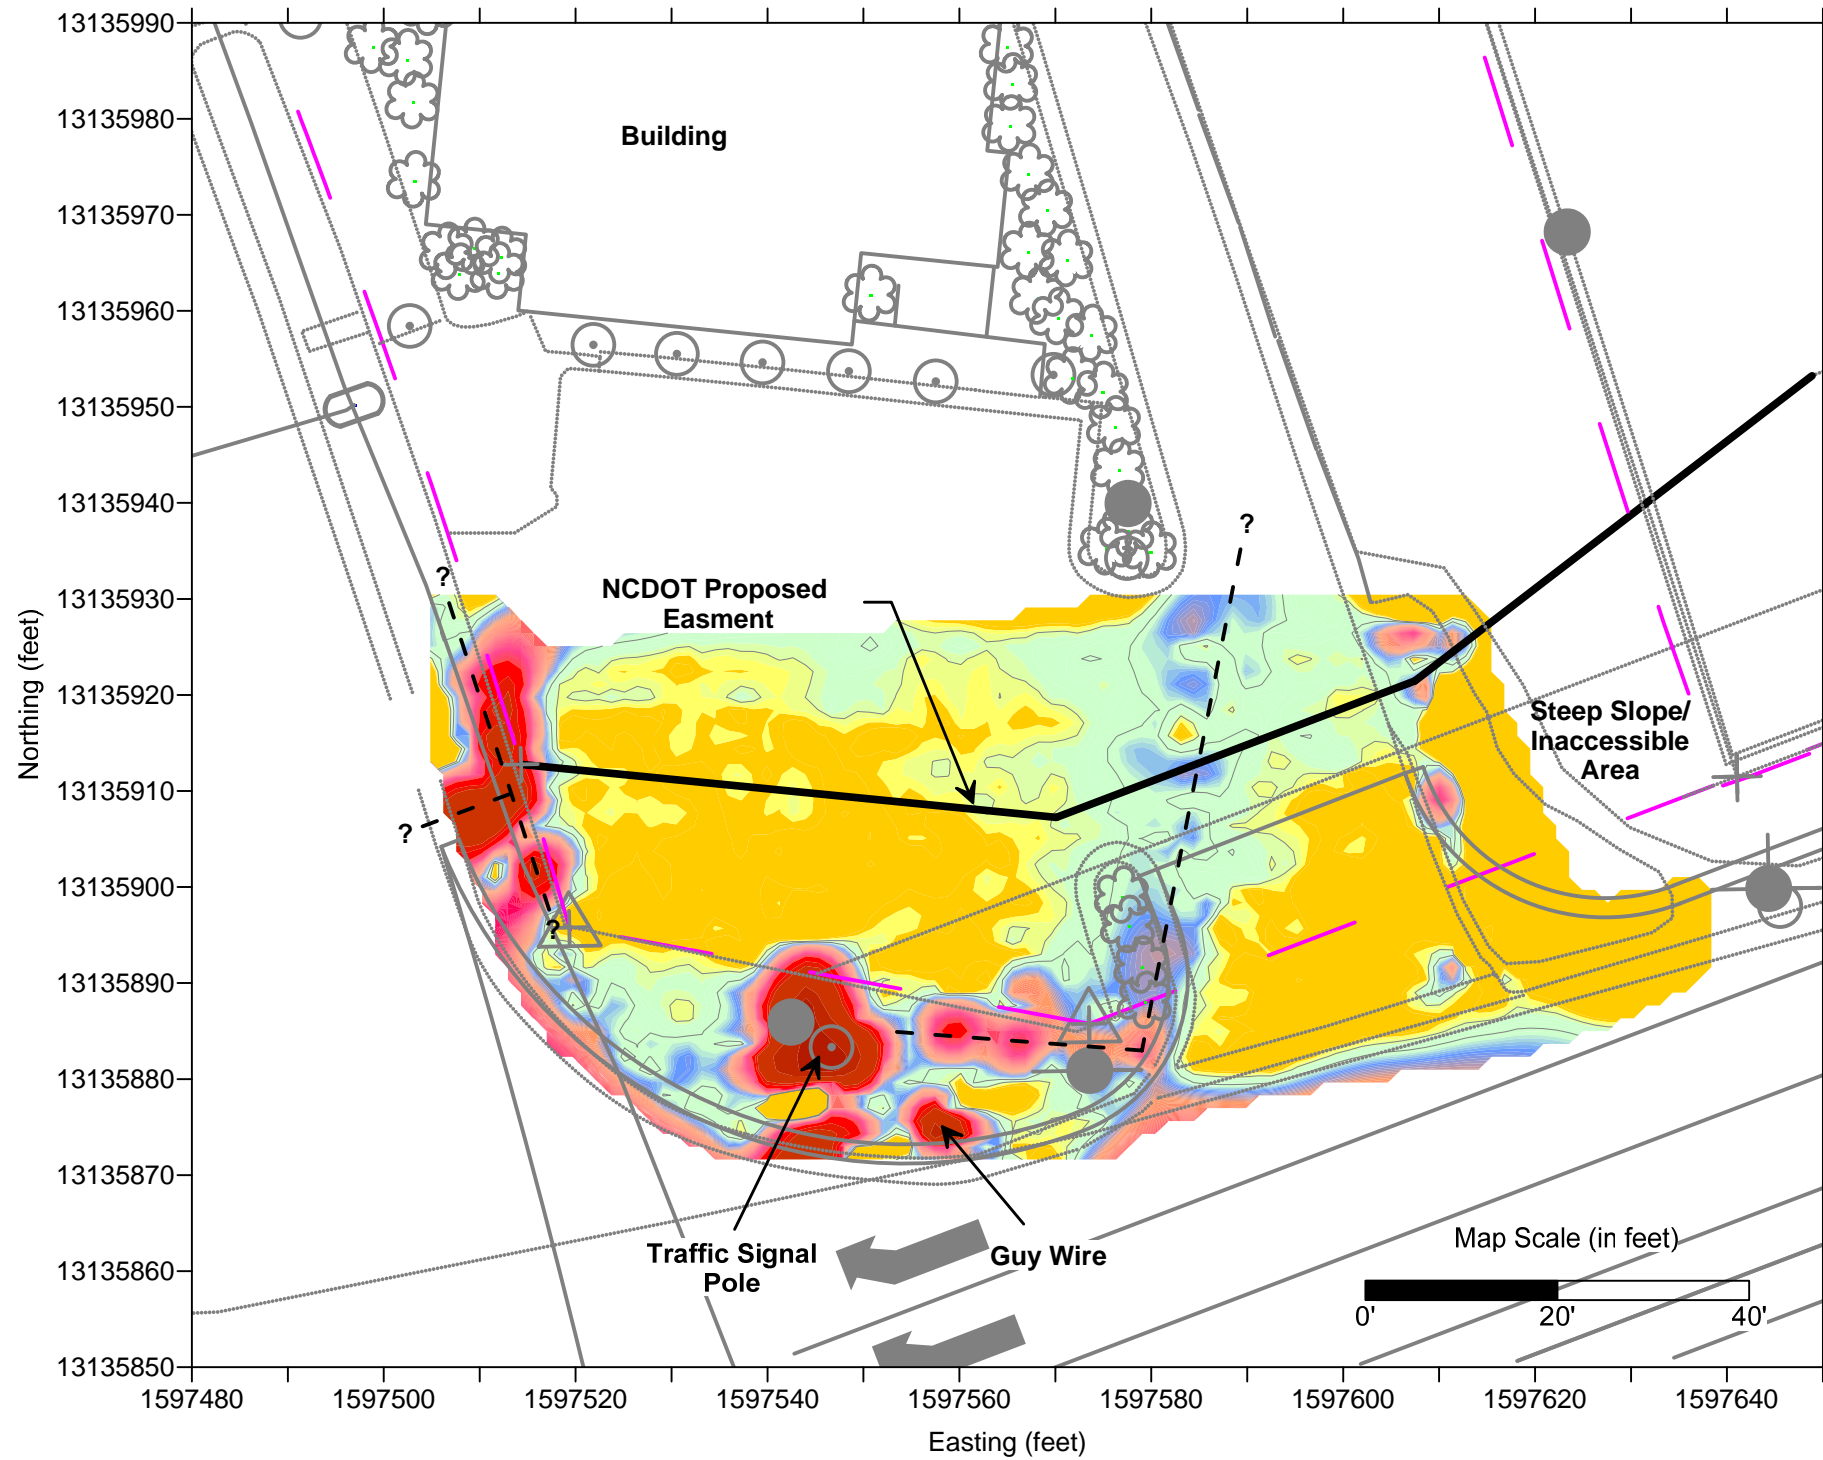 13135990
13135980
13135970
13135960
13135950
13135940
13135930
13135920
13135910
13135900
13135890
13135880
13135870
13135860
13135850
Northing (feet)
Building
?
?
NCDOT Proposed
Easment
Steep Slope/
Inaccessible
Area
?
?
Traffic Signal
Pole
Guy Wire
Map Scale (in feet)
0' 20' 40'
1597480 1597500 1597520 1597540 1597560 1597580 1597600 1597620 1597640
Easting (feet)